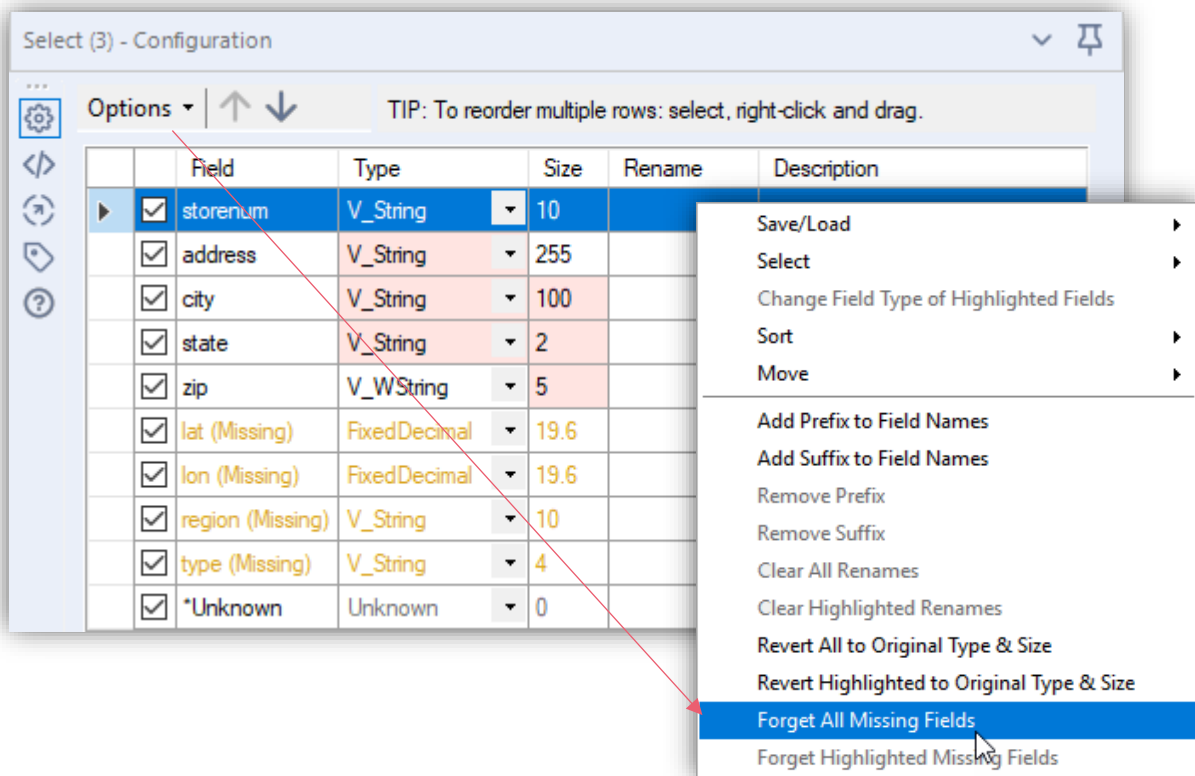 Select (3) - Configuration
Options
TIP: To reorder multiple rows: select, right-click and drag.
Field Type Size Rename Description
storenum V_String 10
address V_String 255
city V_String 100
state V_String 2
zip V_WString 5
lat (Missing) FixedDecimal 19.6
lon (Missing) FixedDecimal 19.6
region (Missing) V_String 10
type (Missing) V_String 4
*Unknown Unknown 0
Save/Load
Select
Change Field Type of Highlighted Fields
Sort
Move
Add Prefix to Field Names
Add Suffix to Field Names
Remove Prefix
Remove Suffix
Clear All Renames
Clear Highlighted Renames
Revert All to Original Type & Size
Revert Highlighted to Original Type & Size
Forget All Missing Fields
Forget Highlighted Missing Fields